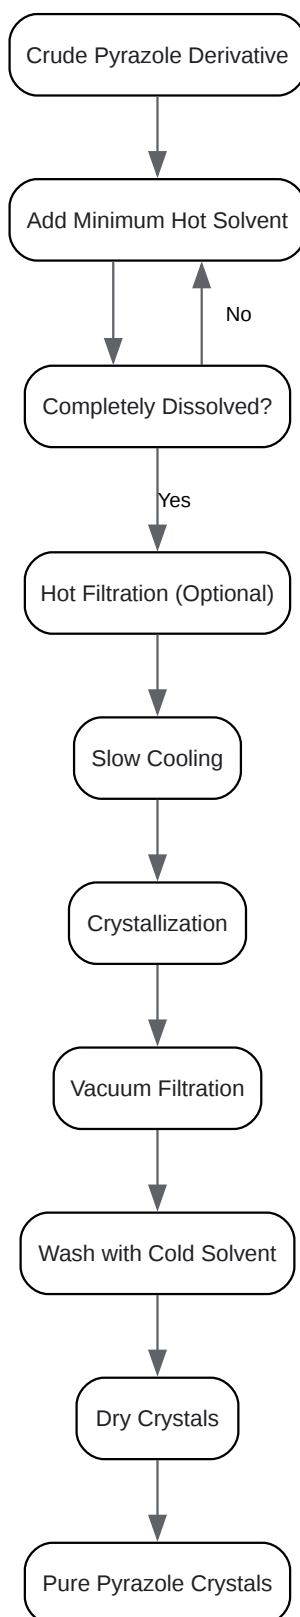 Crude Pyrazole Derivative
Add Minimum Hot Solvent
No
Completely Dissolved?
Yes
Hot Filtration (Optional)
Slow Cooling
Crystallization
Vacuum Filtration
Wash with Cold Solvent
Dry Crystals
Pure Pyrazole Crystals